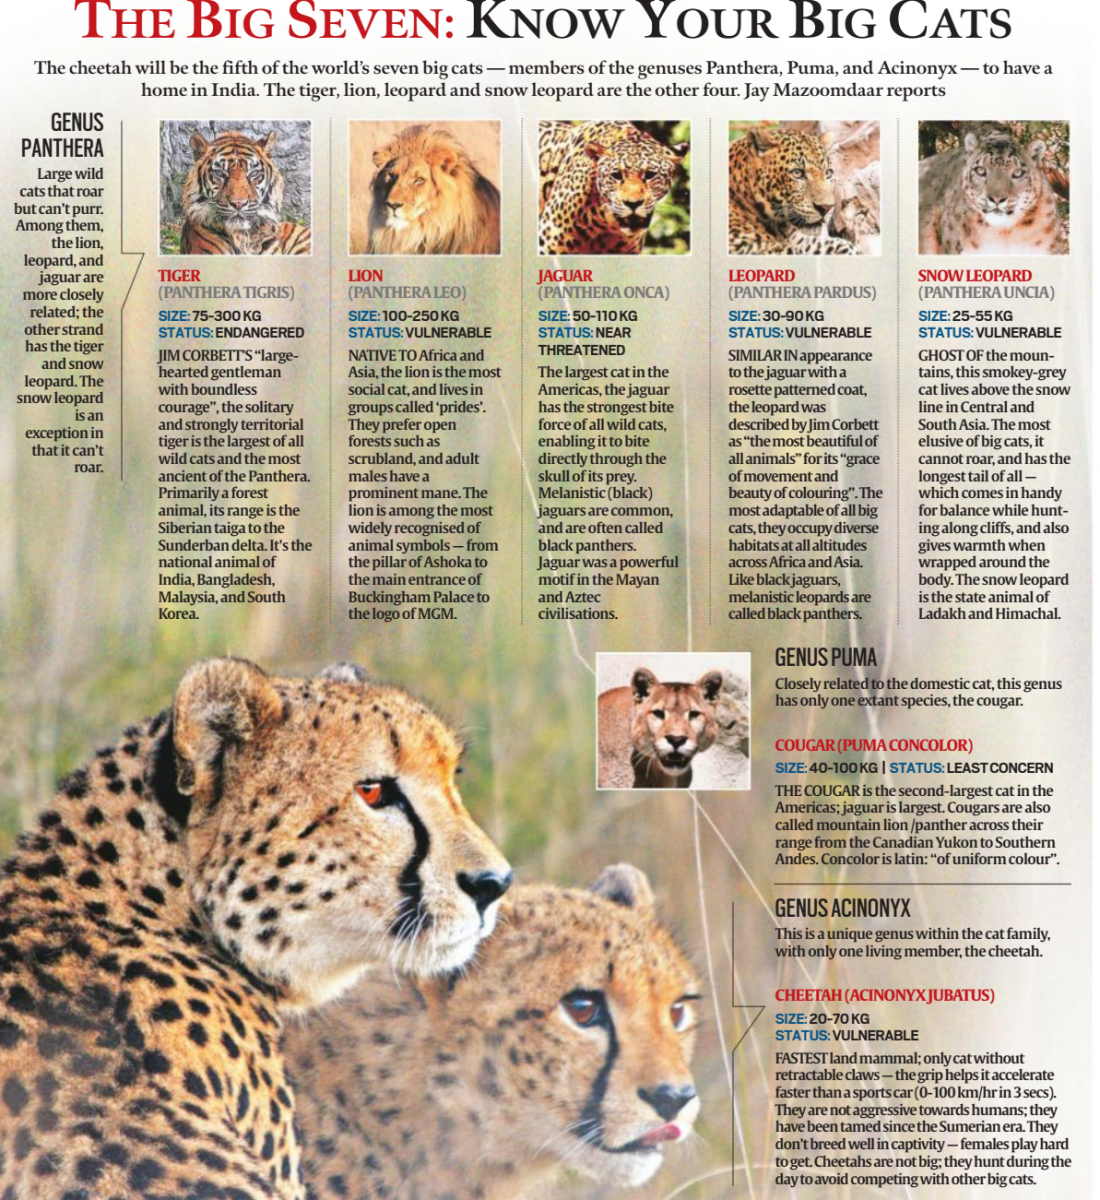 THE BIG SEVEN: KNOW YOUR BIG CATS
The cheetah will be the fifth of the world's seven big cats — members of the genuses Panthera, Puma, and Acinonyx — to have a
home in India. The tiger, lion, leopard and snow leopard are the other four. Jay Mazoomdaar reports
GENUS
PANTHERA
Large wild
cats that roar
but can't purr.
Among them,
the lion,
leopard, and
jaguar are
more closely
related; the
other strand
has the tiger
and snow
leopard. The
snow leopard
is an
exception in
that it can't
roar.
TIGER
(PANTHERA TIGRIS)
SIZE: 75-300 KG
STATUS: ENDANGERED
JIM CORBETT'S "large-
hearted gentleman
with boundless
courage", the solitary
and strongly territorial
tiger is the largest of all
wild cats and the most
ancient of the Panthera.
Primarily a forest
animal, its range is the
Siberian taiga to the
Sunderban delta. It's the
national animal of
India, Bangladesh,
Malaysia, and South
Korea.
LION
(PANTHERA LEO)
SIZE: 100-250 KG
STATUS: VULNERABLE
NATIVE TO Africa and
Asia, the lion is the most
social cat, and lives in
groups called 'prides'.
They prefer open
forests such as
scrubland, and adult
males have a
prominent mane. The
lion is among the most
widely recognised of
animal symbols — from
the pillar of Ashoka to
the main entrance of
Buckingham Palace to
the logo of MGM.
JAGUAR
(PANTHERA ONCA)
SIZE: 50-110 KG
STATUS: NEAR
THREATENED
The largest cat in the
Americas, the jaguar
has the strongest bite
force of all wild cats,
enabling it to bite
directly through the
skull of its prey.
Melanistic (black)
jaguars are common,
and are often called
black panthers.
Jaguar was a powerful
motif in the Mayan
and Aztec
civilisations.
LEOPARD
(PANTHERA PARDUS)
SIZE: 30-90 KG
STATUS: VULNERABLE
SIMILAR IN appearance
to the jaguar with a
rosette patterned coat,
the leopard was
described by Jim Corbett
as "the most beautiful of
all animals" for its "grace
of movement and
beauty of colouring". The
most adaptable of all big
cats, they occupy diverse
habitats at all altitudes
across Africa and Asia.
Like black jaguars,
melanistic leopards are
called black panthers.
SNOW LEOPARD
(PANTHERA UNCIA)
SIZE: 25-55 KG
STATUS: VULNERABLE
GHOST OF the moun-
tains, this smokey-grey
cat lives above the snow
line in Central and
South Asia. The most
elusive of big cats, it
cannot roar, and has the
longest tail of all —
which comes in handy
for balance while hunt-
ing along cliffs, and also
gives warmth when
wrapped around the
body. The snow leopard
is the state animal of
Ladakh and Himachal.
GENUS PUMA
Closely related to the domestic cat, this genus
has only one extant species, the cougar.
COUGAR (PUMA CONCOLOR)
SIZE: 40-100 KG | STATUS: LEAST CONCERN
THE COUGAR is the second-largest cat in the
Americas; jaguar is largest. Cougars are also
called mountain lion /panther across their
range from the Canadian Yukon to Southern
Andes. Concolor is latin: "of uniform colour".
GENUS ACINONYX
This is a unique genus within the cat family,
with only one living member, the cheetah.
CHEETAH (ACINONYX JUBATUS)
SIZE: 20-70 KG
STATUS: VULNERABLE
FASTEST land mammal; only cat without
retractable claws — the grip helps it accelerate
faster than a sports car (0-100 km/hr in 3 secs).
They are not aggressive towards humans; they
have been tamed since the Sumerian era. They
don't breed well in captivity — females play hard
to get. Cheetahs are not big; they hunt during the
day to avoid competing with other big cats.